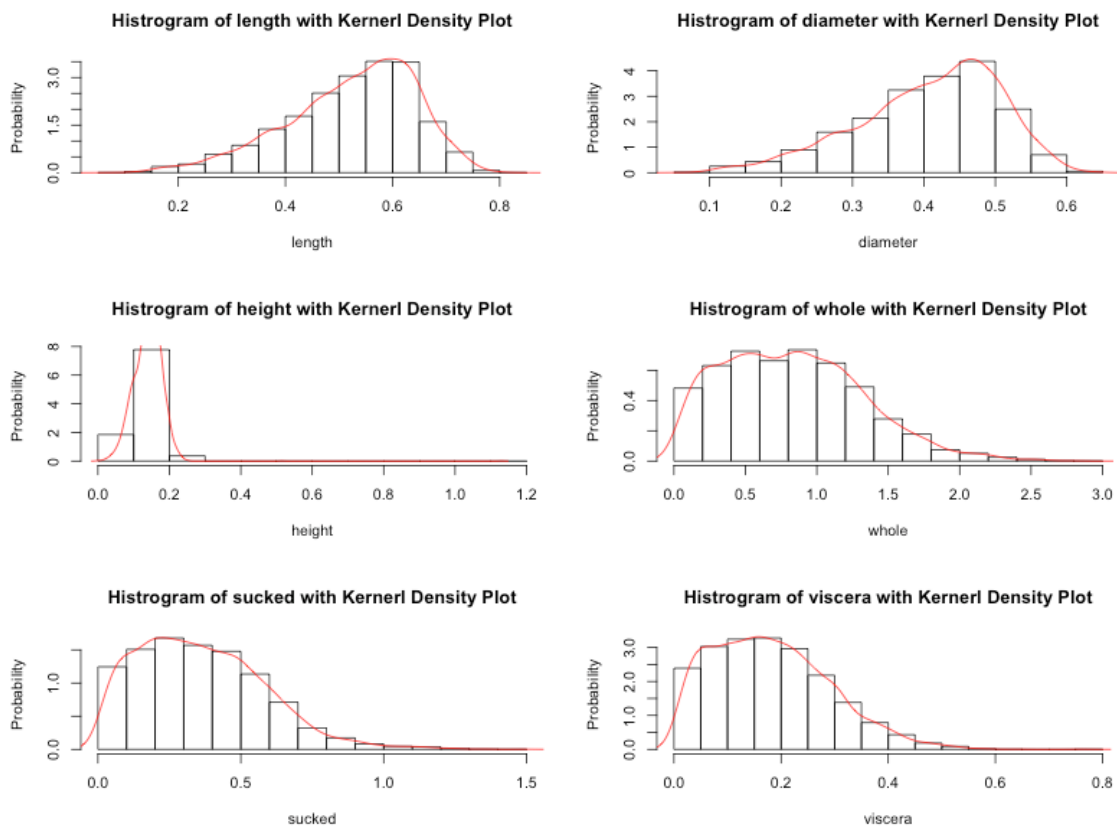 Histrogram of length with Kernerl Density Plot
Probability
0.0 1.5 3.0
0.2 0.4 0.6 0.8
length
Histrogram of diameter with Kernerl Density Plot
Probability
0 1 2 3 4
0.1 0.2 0.3 0.4 0.5 0.6
diameter
Histrogram of height with Kernerl Density Plot
Probability
0 2 4 6 8
0.0 0.2 0.4 0.6 0.8 1.0 1.2
height
Histrogram of whole with Kernerl Density Plot
Probability
0.0 0.4
0.0 0.5 1.0 1.5 2.0 2.5 3.0
whole
Histrogram of sucked with Kernerl Density Plot
Probability
0.0 1.0
0.0 0.5 1.0 1.5
sucked
Histrogram of viscera with Kernerl Density Plot
Probability
0.0 1.0 2.0 3.0
0.0 0.2 0.4 0.6 0.8
viscera